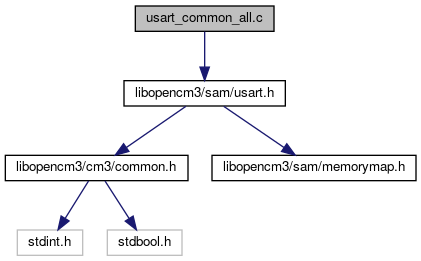 usart_common_all.c
libopencm3/sam/usart.h
libopencm3/cm3/common.h
libopencm3/sam/memorymap.h
stdint.h
stdbool.h